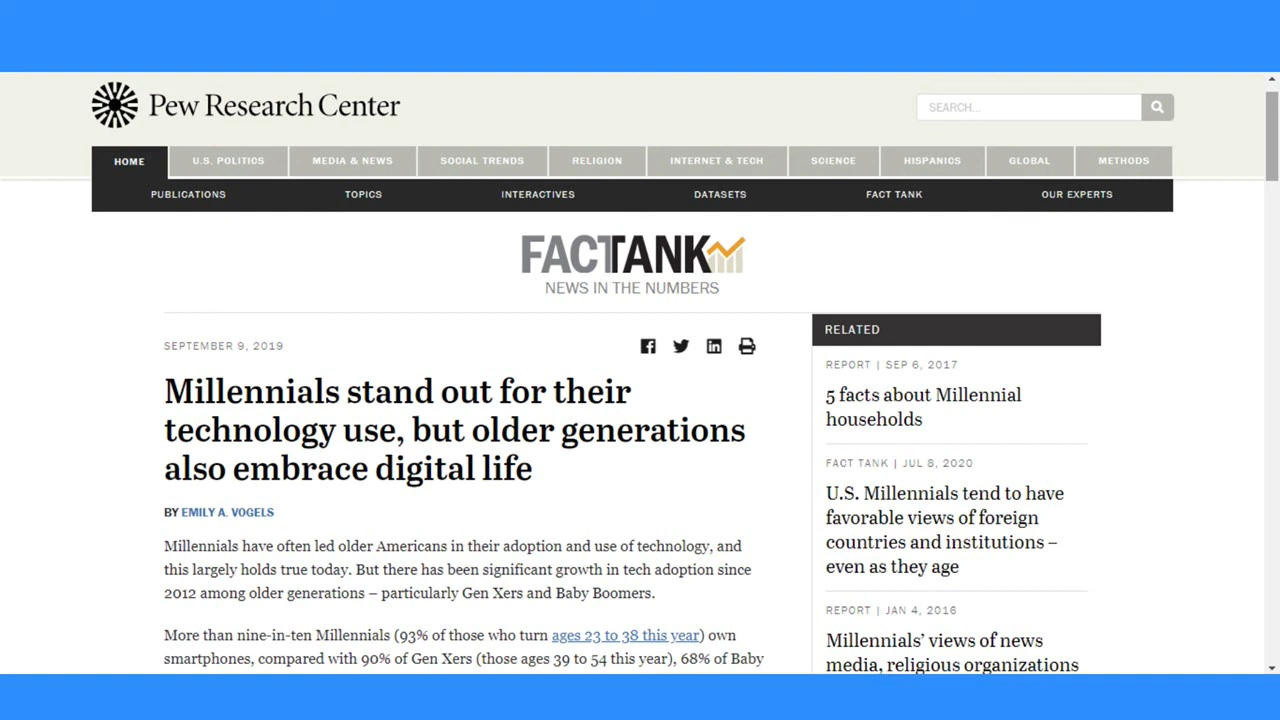 Pew Research Center
SEARCH...
HOME
U.S. POLITICS
MEDIA & NEWS
SOCIAL TRENDS
RELIGION
INTERNET & TECH
SCIENCE
HISPANICS
GLOBAL
METHODS
PUBLICATIONS
TOPICS
INTERACTIVES
DATASETS
FACT TANK
OUR EXPERTS
FACTANK
NEWS IN THE NUMBERS
SEPTEMBER 9, 2019
Millennials stand out for their
technology use, but older generations
also embrace digital life
BY EMILY A. VOGELS
Millennials have often led older Americans in their adoption and use of technology, and
this largely holds true today. But there has been significant growth in tech adoption since
2012 among older generations – particularly Gen Xers and Baby Boomers.
More than nine-in-ten Millennials (93% of those who turn ages 23 to 38 this year) own
smartphones, compared with 90% of Gen Xers (those ages 39 to 54 this year), 68% of Baby
RELATED
REPORT | SEP 6, 2017
5 facts about Millennial
households
FACT TANK | JUL 8, 2020
U.S. Millennials tend to have
favorable views of foreign
countries and institutions –
even as they age
REPORT | JAN 4, 2016
Millennials' views of news
media, religious organizations